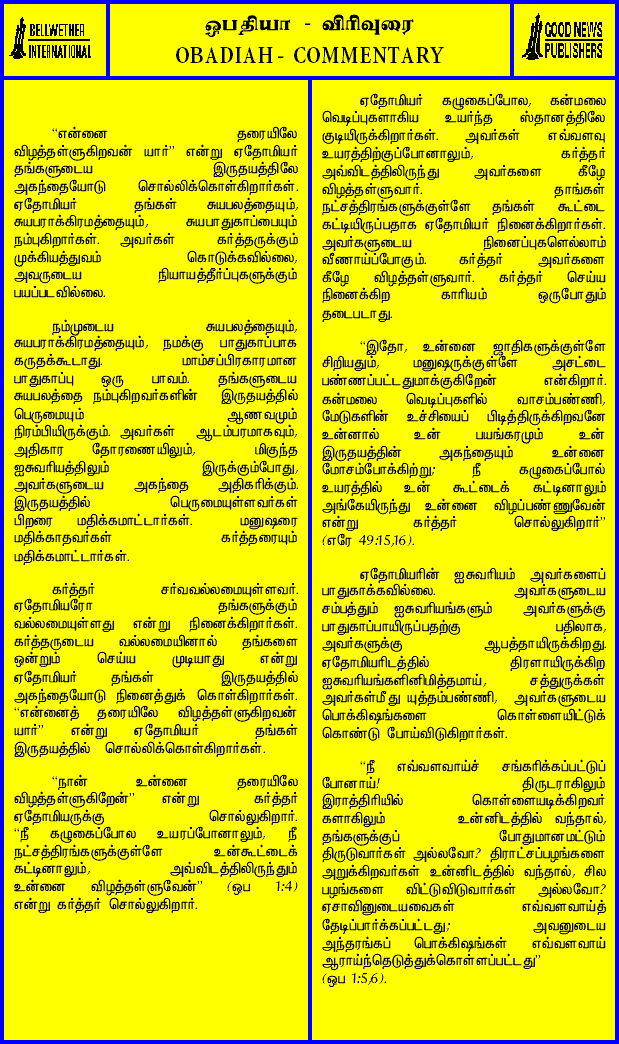 BELLWETHER
INTERNATIONAL
ஒபதியா - விரிவுரை
OBADIAH - COMMENTARY
GOOD NEWS
PUBLISHERS
“என்னை தரையிலே
விழத்தள்ளுகிறவன் யார்” என்று ஏதோமியர்
தங்களுடைய இருதயத்திலே
அகந்தையோடு சொல்லிக்கொள்கிறார்கள்.
ஏதோமியர் தங்கள் சுயபலத்தையும்,
சுயபராக்கிரமத்தையும், சுயபாதுகாப்பையும்
நம்புகிறார்கள். அவர்கள் கர்த்தருக்கும்
முக்கியத்துவம் கொடுக்கவில்லை,
அவருடைய நியாயத்தீர்ப்புகளுக்கும்
பயப்படவில்லை.
நம்முடைய சுயபலத்தையும்,
சுயபராக்கிரமத்தையும், நமக்கு பாதுகாப்பாக
கருதக்கூடாது. மாம்சப்பிரகாரமான
பாதுகாப்பு ஒரு பாவம். தங்களுடைய
சுயபலத்தை நம்புகிறவர்களின் இருதயத்தில்
பெருமையும் ஆணவமும்
நிரம்பியிருக்கும். அவர்கள் ஆடம்பரமாகவும்,
அதிகார தோரணையிலும், மிகுந்த
ஐசுவரியத்திலும் இருக்கும்போது,
அவர்களுடைய அகந்தை அதிகரிக்கும்.
இருதயத்தில் பெருமையுள்ளவர்கள்
பிறரை மதிக்கமாட்டார்கள். மனுஷரை
மதிக்காதவர்கள் கர்த்தரையும்
மதிக்கமாட்டார்கள்.
கர்த்தர் சர்வவல்லமையுள்ளவர்.
ஏதோமியரோ தங்களுக்கும்
வல்லமையுள்ளது என்று நினைக்கிறார்கள்.
கர்த்தருடைய வல்லமையினால் தங்களை
ஒன்றும் செய்ய முடியாது என்று
ஏதோமியர் தங்கள் இருதயத்தில்
அகந்தையோடு நினைத்துக் கொள்கிறார்கள்.
“என்னைத் தரையிலே விழத்தள்ளுகிறவன்
யார்” என்று ஏதோமியர் தங்கள்
இருதயத்தில் சொல்லிக்கொள்கிறார்கள்.
“நான் உன்னை தரையிலே
விழத்தள்ளுகிறேன்” என்று கர்த்தர்
ஏதோமியருக்கு சொல்லுகிறார்.
“நீ கழுகைப்போல உயரப்போனாலும், நீ
நட்சத்திரங்களுக்குள்ளே உன்கூட்டைக்
கட்டினாலும், அவ்விடத்திலிருந்தும்
உன்னை விழத்தள்ளுவேன்” (ஒப 1:4)
என்று கர்த்தர் சொல்லுகிறார்.
ஏதோமியர் கழுகைப்போல, கன்மலை
வெடிப்புகளாகிய உயர்ந்த ஸ்தானத்திலே
குடியிருக்கிறார்கள். அவர்கள் எவ்வளவு
உயரத்திற்குப்போனாலும், கர்த்தர்
அவ்விடத்திலிருந்து அவர்களை கீழே
விழத்தள்ளுவார். தாங்கள்
நட்சத்திரங்களுக்குள்ளே தங்கள் கூட்டை
கட்டியிருப்பதாக ஏதோமியர் நினைக்கிறார்கள்.
அவர்களுடைய நினைப்புகளெல்லாம்
வீணாய்ப்போகும். கர்த்தர் அவர்களை
கீழே விழத்தள்ளுவார். கர்த்தர் செய்ய
நினைக்கிற காரியம் ஒருபோதும்
தடைபடாது.
“இதோ, உன்னை ஜாதிகளுக்குள்ளே
சிறியதும், மனுஷருக்குள்ளே அசட்டை
பண்ணப்பட்டதுமாக்குகிறேன் என்கிறார்.
கன்மலை வெடிப்புகளில் வாசம்பண்ணி,
மேடுகளின் உச்சியைப் பிடித்திருக்கிறவனே
உன்னால் உன் பயங்கரமும் உன்
இருதயத்தின் அகந்தையும் உன்னை
மோசம்போக்கிற்று; நீ கழுகைப்போல்
உயரத்தில் உன் கூட்டைக் கட்டினாலும்
அங்கேயிருந்து உன்னை விழப்பண்ணுவேன்
என்று கர்த்தர் சொல்லுகிறார்”
(எரே 49:15,16).
ஏதோமியரின் ஐசுவரியம் அவர்களைப்
பாதுகாக்கவில்லை. அவர்களுடைய
சம்பத்தும் ஐசுவரியங்களும் அவர்களுக்கு
பாதுகாப்பாயிருப்பதற்கு பதிலாக,
அவர்களுக்கு ஆபத்தாயிருக்கிறது.
ஏதோமியரிடத்தில் திரளாயிருக்கிற
ஐசுவரியங்களினிமித்தமாய், சத்துருக்கள்
அவர்கள்மீது யுத்தம்பண்ணி, அவர்களுடைய
பொக்கிஷங்களை கொள்ளையிட்டுக்
கொண்டு போய்விடுகிறார்கள்.
“நீ எவ்வளவாய்ச் சங்கரிக்கப்பட்டுப்
போனாய்! திருடராகிலும்
இராத்திரியில் கொள்ளையடிக்கிறவர்
களாகிலும் உன்னிடத்தில் வந்தால்,
தங்களுக்குப் போதுமானமட்டும்
திருடுவார்கள் அல்லவோ? திராட்சப்பழங்களை
அறுக்கிறவர்கள் உன்னிடத்தில் வந்தால், சில
பழங்களை விட்டுவிடுவார்கள் அல்லவோ?
ஏசாவினுடையவைகள் எவ்வளவாய்த்
தேடிப்பார்க்கப்பட்டது; அவனுடைய
அந்தரங்கப் பொக்கிஷங்கள் எவ்வளவாய்
ஆராய்ந்தெடுத்துக்கொள்ளப்பட்டது”
(ஒப 1:5,6).